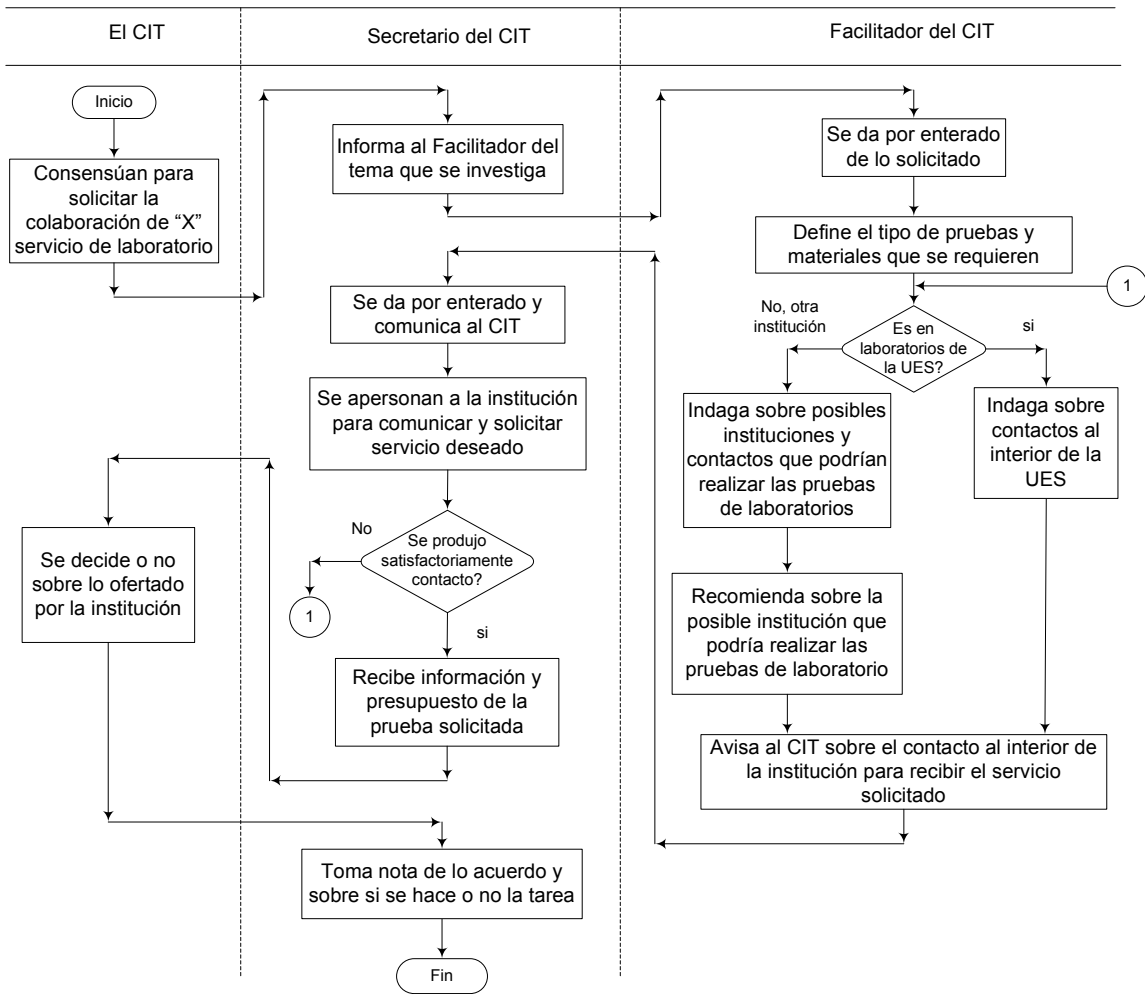 El CIT
Secretario del CIT
Facilitador del CIT
Inicio
Consensúan para
solicitar la
colaboración de “X”
servicio de laboratorio
Informa al Facilitador del
tema que se investiga
Se da por enterado
de lo solicitado
Define el tipo de pruebas y
materiales que se requieren
1
Es en
laboratorios de
la UES?
No, otra
institución
si
Indaga sobre posibles
instituciones y
contactos que podrían
realizar las pruebas
de laboratorios
Indaga sobre
contactos al
interior de la
UES
Recomienda sobre la
posible institución que
podría realizar las
pruebas de laboratorio
Avisa al CIT sobre el contacto al interior de
la institución para recibir el servicio
solicitado
Se da por enterado y
comunica al CIT
Se apersonan a la institución
para comunicar y solicitar
servicio deseado
Se produjo
satisfactoriamente
contacto?
No
1
si
Recibe información y
presupuesto de la
prueba solicitada
Se decide o no
sobre lo ofertado
por la institución
Toma nota de lo acuerdo y
sobre si se hace o no la tarea
Fin